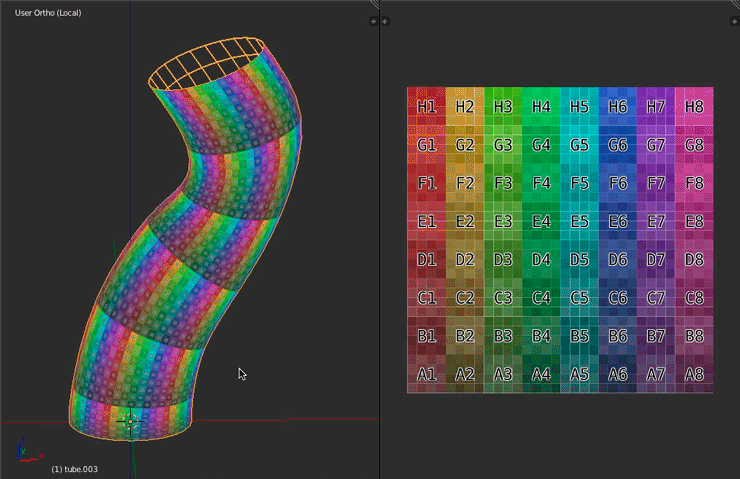 User Ortho (Local)
H1 H2 H3 H4 H5 H6 H7 H8
G1 G2 G3 G4 G5 G6 G7 G8
F1 F2 F3 F4 F5 F6 F7 F8
E1 E2 E3 E4 E5 E6 E7 E8
D1 D2 D3 D4 D5 D6 D7 D8
C1 C2 C3 C4 C5 C6 C7 C8
B1 B2 B3 B4 B5 B6 B7 B8
A1 A2 A3 A4 A5 A6 A7 A8
(1) tube.003